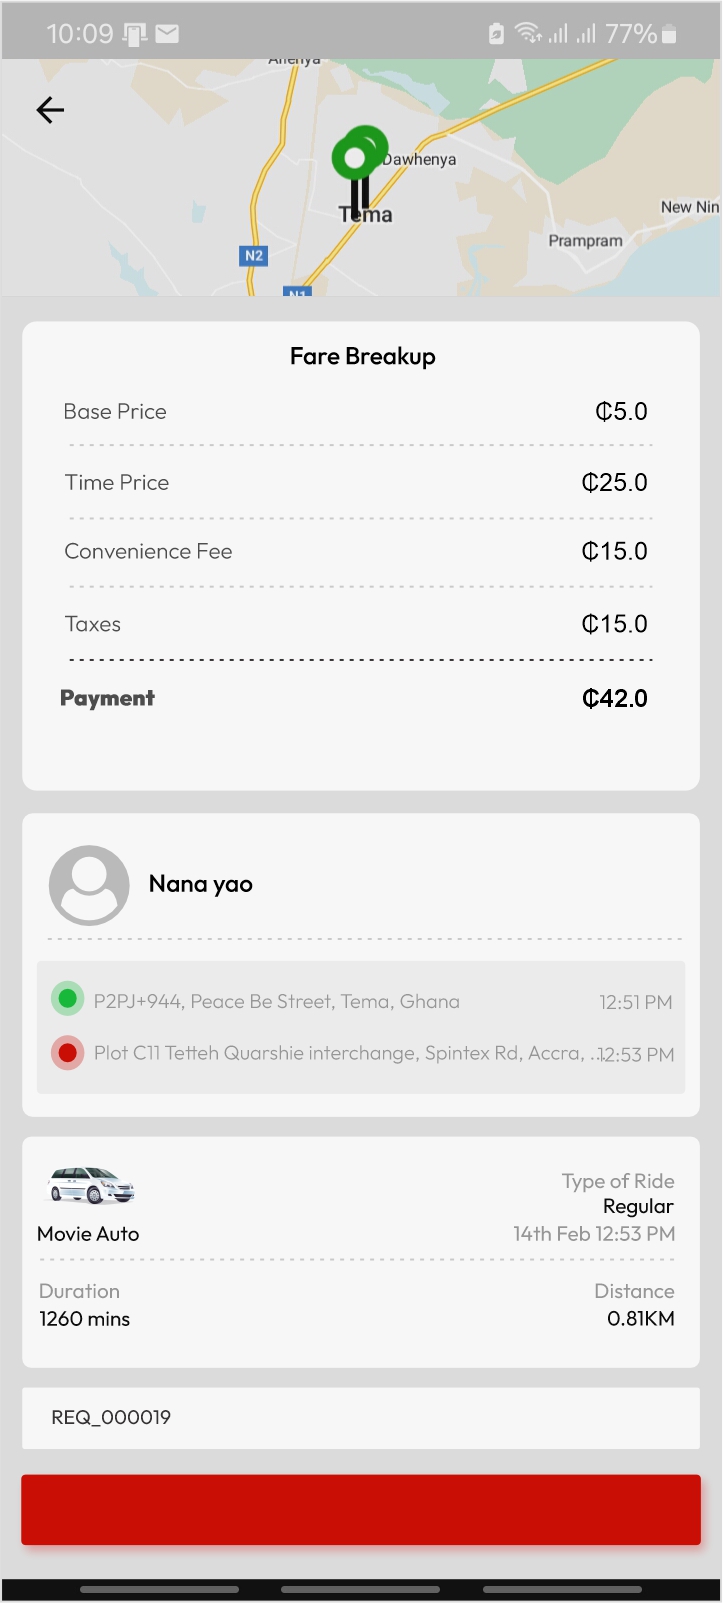 10:09 77%
Afienya
Dawhenya
Tema
New Nin
Prampram
N2
N1
Fare Breakup
Base Price ₵5.0
Time Price ₵25.0
Convenience Fee ₵15.0
Taxes ₵15.0
Payment ₵42.0
Nana yao
P2PJ+944, Peace Be Street, Tema, Ghana 12:51 PM
Plot C11 Tetteh Quarshie interchange, Spintex Rd, Accra, ... 12:53 PM
Type of Ride
Regular
Movie Auto 14th Feb 12:53 PM
Duration Distance
1260 mins 0.81KM
REQ_000019